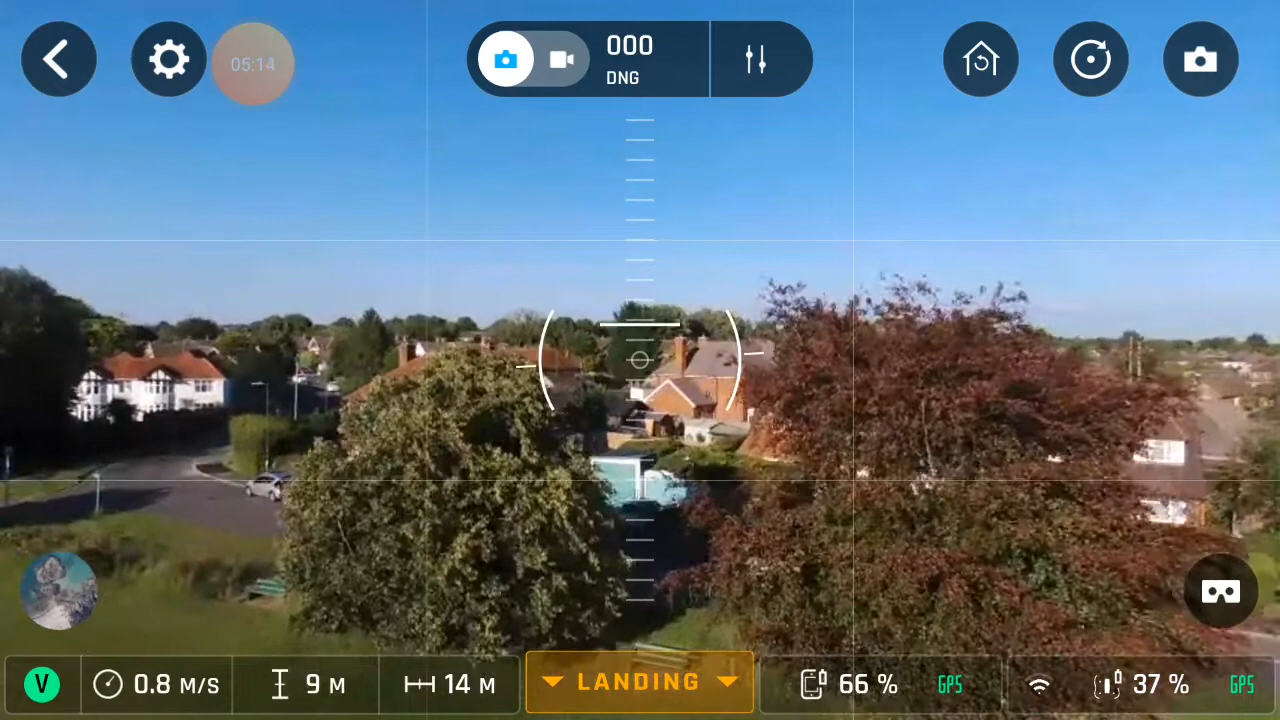 05:14
000
DNG
V
0.8 M/S
9 M
14 M
LANDING
66 %
GPS
37 %
GPS